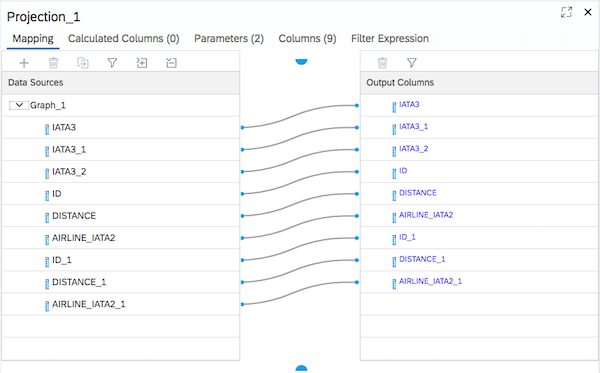 Projection_1
Mapping Calculated Columns (0) Parameters (2) Columns (9) Filter Expression
Data Sources
Graph_1
IATA3
IATA3_1
IATA3_2
ID
DISTANCE
AIRLINE_IATA2
ID_1
DISTANCE_1
AIRLINE_IATA2_1
Output Columns
IATA3
IATA3_1
IATA3_2
ID
DISTANCE
AIRLINE_IATA2
ID_1
DISTANCE_1
AIRLINE_IATA2_1